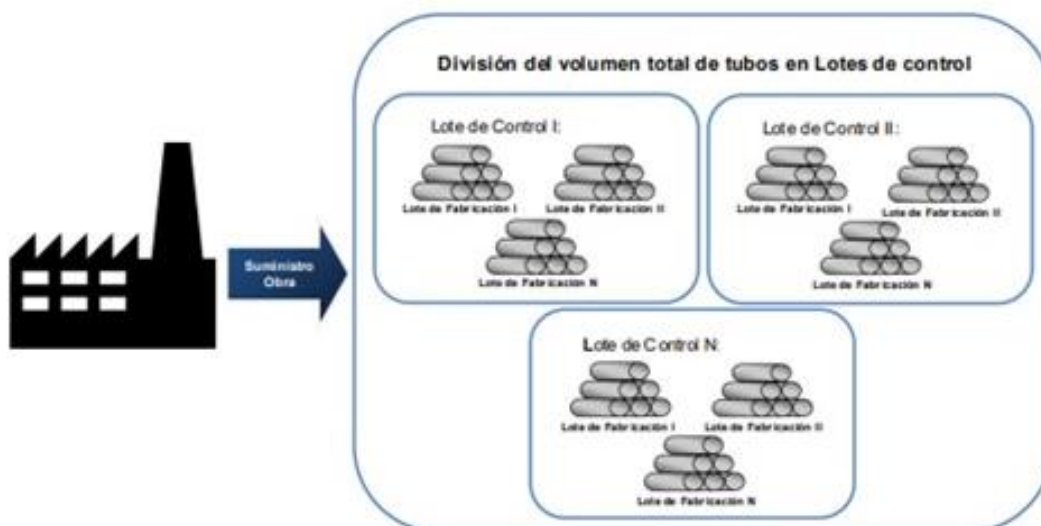 División del volumen total de tubos en Lotes de control
Lote de Control I:
Lote de Fabricación I
Lote de Fabricación II
Lote de Fabricación N
Lote de Control II:
Lote de Fabricación I
Lote de Fabricación II
Lote de Fabricación N
Suministro
Obra
Lote de Control N:
Lote de Fabricación I
Lote de Fabricación II
Lote de Fabricación N